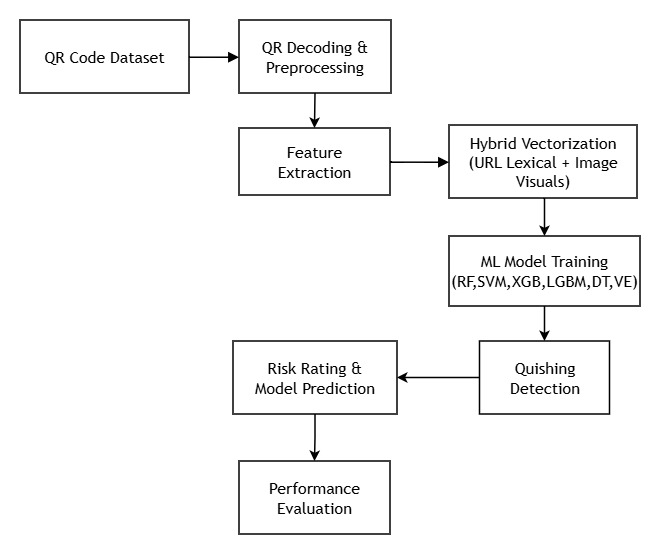 QR Code Dataset
QR Decoding &
Preprocessing
Feature
Extraction
Hybrid Vectorization
(URL Lexical + Image
Visuals)
ML Model Training
(RF,SVM,XGB,LGBM,DT,VE)
Quishing
Detection
Risk Rating &
Model Prediction
Performance
Evaluation